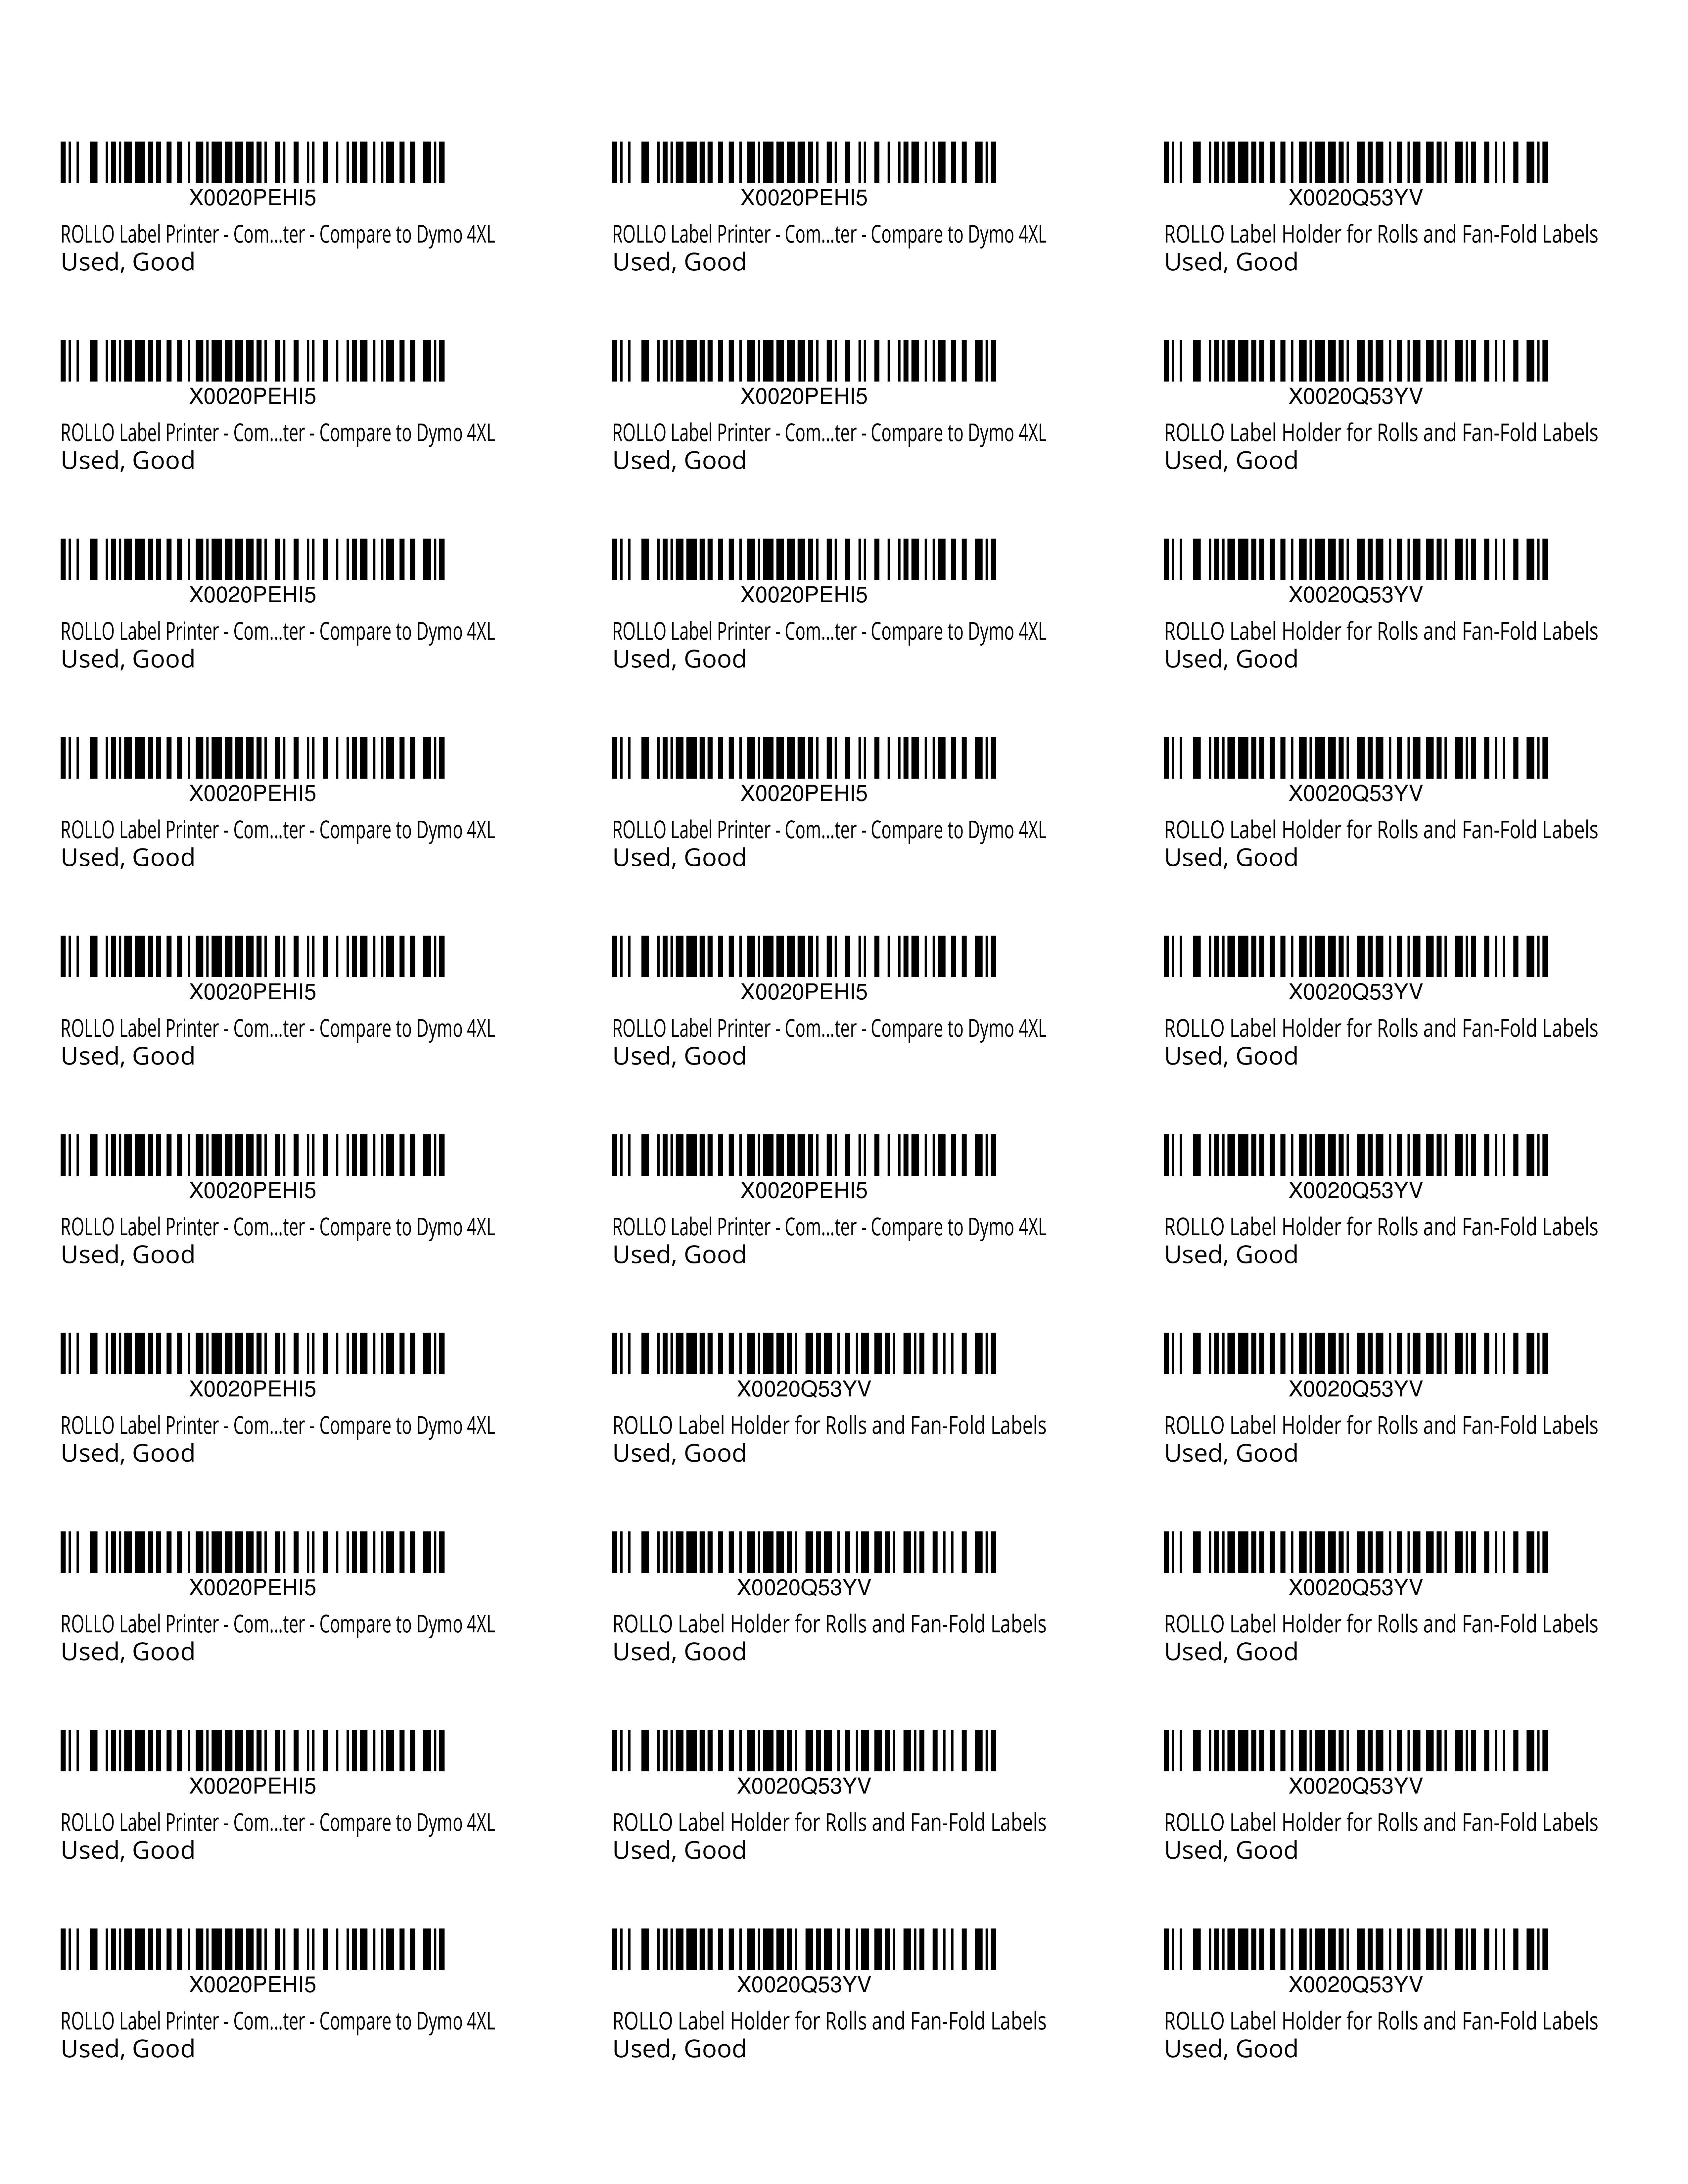 X0020PEHI5
ROLLO Label Printer - Com...ter - Compare to Dymo 4XL
Used, Good
X0020PEHI5
ROLLO Label Printer - Com...ter - Compare to Dymo 4XL
Used, Good
X0020Q53YV
ROLLO Label Holder for Rolls and Fan-Fold Labels
Used, Good
X0020PEHI5
ROLLO Label Printer - Com...ter - Compare to Dymo 4XL
Used, Good
X0020PEHI5
ROLLO Label Printer - Com...ter - Compare to Dymo 4XL
Used, Good
X0020Q53YV
ROLLO Label Holder for Rolls and Fan-Fold Labels
Used, Good
X0020PEHI5
ROLLO Label Printer - Com...ter - Compare to Dymo 4XL
Used, Good
X0020PEHI5
ROLLO Label Printer - Com...ter - Compare to Dymo 4XL
Used, Good
X0020Q53YV
ROLLO Label Holder for Rolls and Fan-Fold Labels
Used, Good
X0020PEHI5
ROLLO Label Printer - Com...ter - Compare to Dymo 4XL
Used, Good
X0020PEHI5
ROLLO Label Printer - Com...ter - Compare to Dymo 4XL
Used, Good
X0020Q53YV
ROLLO Label Holder for Rolls and Fan-Fold Labels
Used, Good
X0020PEHI5
ROLLO Label Printer - Com...ter - Compare to Dymo 4XL
Used, Good
X0020PEHI5
ROLLO Label Printer - Com...ter - Compare to Dymo 4XL
Used, Good
X0020Q53YV
ROLLO Label Holder for Rolls and Fan-Fold Labels
Used, Good
X0020PEHI5
ROLLO Label Printer - Com...ter - Compare to Dymo 4XL
Used, Good
X0020PEHI5
ROLLO Label Printer - Com...ter - Compare to Dymo 4XL
Used, Good
X0020Q53YV
ROLLO Label Holder for Rolls and Fan-Fold Labels
Used, Good
X0020PEHI5
ROLLO Label Printer - Com...ter - Compare to Dymo 4XL
Used, Good
X0020Q53YV
ROLLO Label Holder for Rolls and Fan-Fold Labels
Used, Good
X0020Q53YV
ROLLO Label Holder for Rolls and Fan-Fold Labels
Used, Good
X0020PEHI5
ROLLO Label Printer - Com...ter - Compare to Dymo 4XL
Used, Good
X0020Q53YV
ROLLO Label Holder for Rolls and Fan-Fold Labels
Used, Good
X0020Q53YV
ROLLO Label Holder for Rolls and Fan-Fold Labels
Used, Good
X0020PEHI5
ROLLO Label Printer - Com...ter - Compare to Dymo 4XL
Used, Good
X0020Q53YV
ROLLO Label Holder for Rolls and Fan-Fold Labels
Used, Good
X0020Q53YV
ROLLO Label Holder for Rolls and Fan-Fold Labels
Used, Good
X0020PEHI5
ROLLO Label Printer - Com...ter - Compare to Dymo 4XL
Used, Good
X0020Q53YV
ROLLO Label Holder for Rolls and Fan-Fold Labels
Used, Good
X0020Q53YV
ROLLO Label Holder for Rolls and Fan-Fold Labels
Used, Good